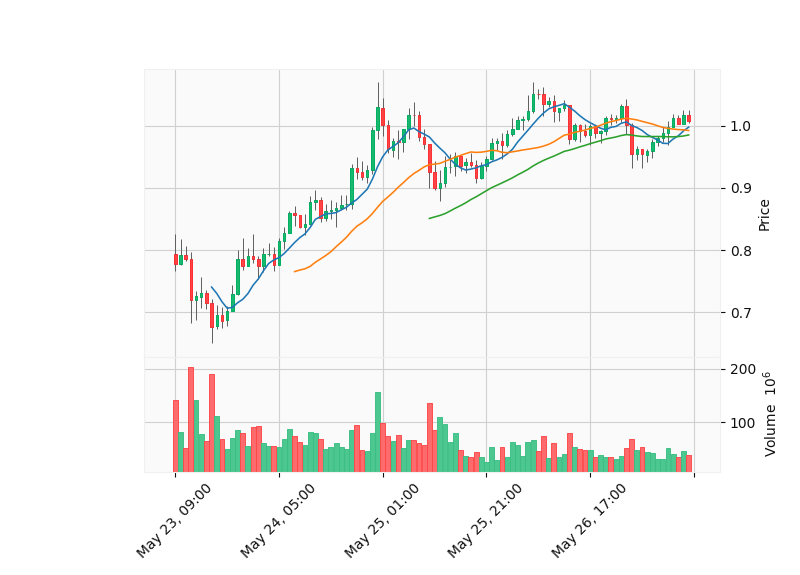 1.0
0.9
0.8
0.7
Price
200
100
Volume 10^6
May 23, 09:00
May 24, 05:00
May 25, 01:00
May 25, 21:00
May 26, 17:00